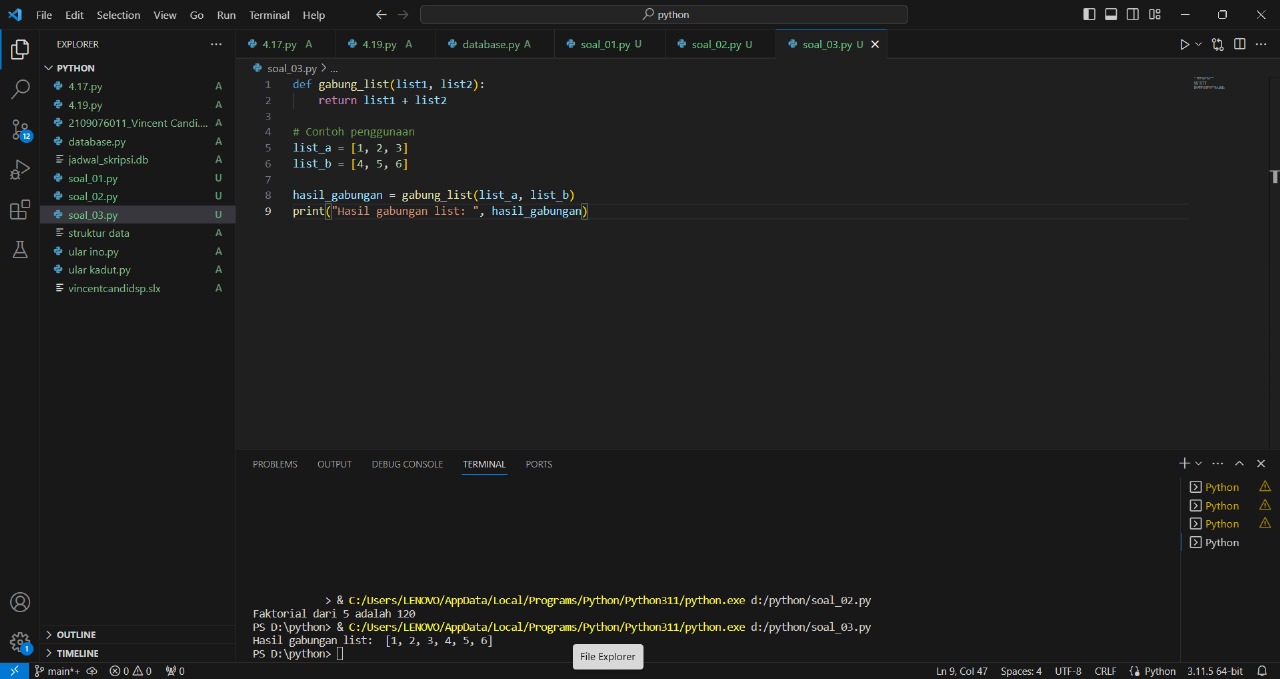 File Edit Selection View Go Run Terminal Help
python
EXPLORER
4.17.py A
4.19.py A
database.py A
soal_01.py U
soal_02.py U
soal_03.py U
PYTHON
4.17.py A
4.19.py A
2109076011_Vincent Candi.... A
database.py A
jadwal_skripsi.db A
soal_01.py U
soal_02.py U
soal_03.py U
struktur data A
ular ino.py A
ular kadut.py A
vincentcandidsp.slx A
OUTLINE
TIMELINE
soal_03.py > ...
1 def gabung_list(list1, list2):
2 return list1 + list2
3
4 # Contoh penggunaan
5 list_a = [1, 2, 3]
6 list_b = [4, 5, 6]
7
8 hasil_gabungan = gabung_list(list_a, list_b)
9 print("Hasil gabungan list: ", hasil_gabungan)
PROBLEMS OUTPUT DEBUG CONSOLE TERMINAL PORTS
> & C:/Users/LENOVO/AppData/Local/Programs/Python/Python311/python.exe d:/python/soal_02.py
Faktorial dari 5 adalah 120
PS D:\python> & C:/Users/LENOVO/AppData/Local/Programs/Python/Python311/python.exe d:/python/soal_03.py
Hasil gabungan list:  [1, 2, 3, 4, 5, 6]
PS D:\python>
Python
Python
Python
Python
File Explorer
12
1
main*+ 0 0 0
Ln 9, Col 47 Spaces: 4 UTF-8 CRLF Python 3.11.5 64-bit